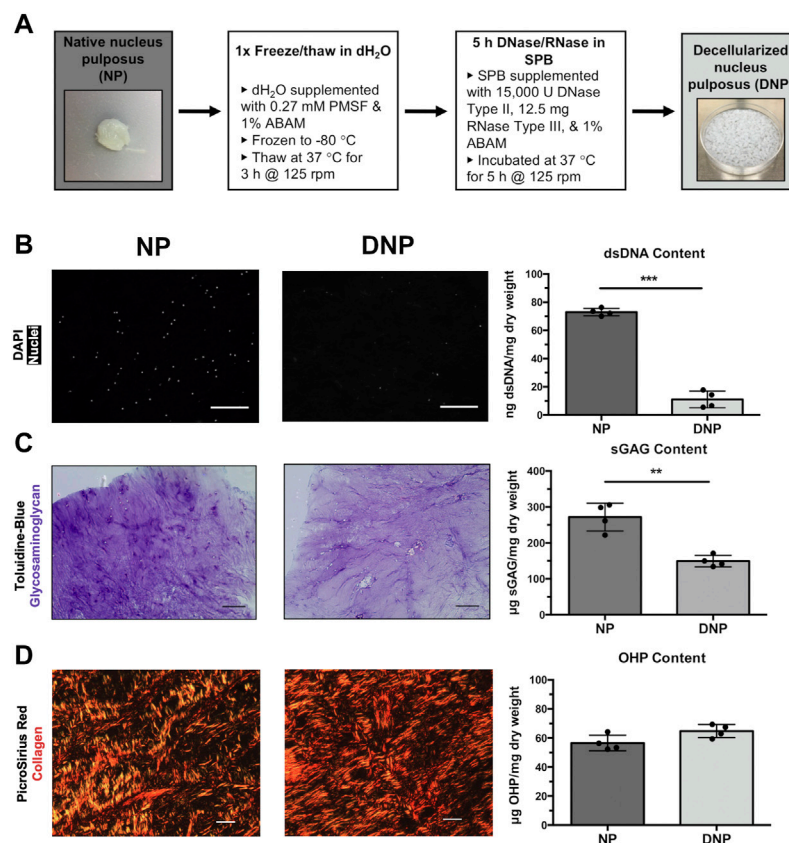 A
Native nucleus
pulposus
(NP)
1x Freeze/thaw in dH₂O
▸ dH₂O supplemented
with 0.27 mM PMSF &
1% ABAM
▸ Frozen to -80 °C
▸ Thaw at 37 °C for
3 h @ 125 rpm
5 h DNase/RNase in
SPB
▸ SPB supplemented
with 15,000 U DNase
Type II, 12.5 mg
RNase Type III, & 1%
ABAM
▸ Incubated at 37 °C
for 5 h @ 125 rpm
Decellularized
nucleus
pulposus (DNP
B
NP
DNP
DAPI
Nuclei
dsDNA Content
ng dsDNA/mg dry weight
100
80
60
40
20
0
***
NP
DNP
C
Toluidine-Blue
Glycosaminoglycan
sGAG Content
µg sGAG/mg dry weight
400
300
200
100
0
**
NP
DNP
D
PicroSirius Red
Collagen
OHP Content
µg OHP/mg dry weight
100
80
60
40
20
0
NP
DNP